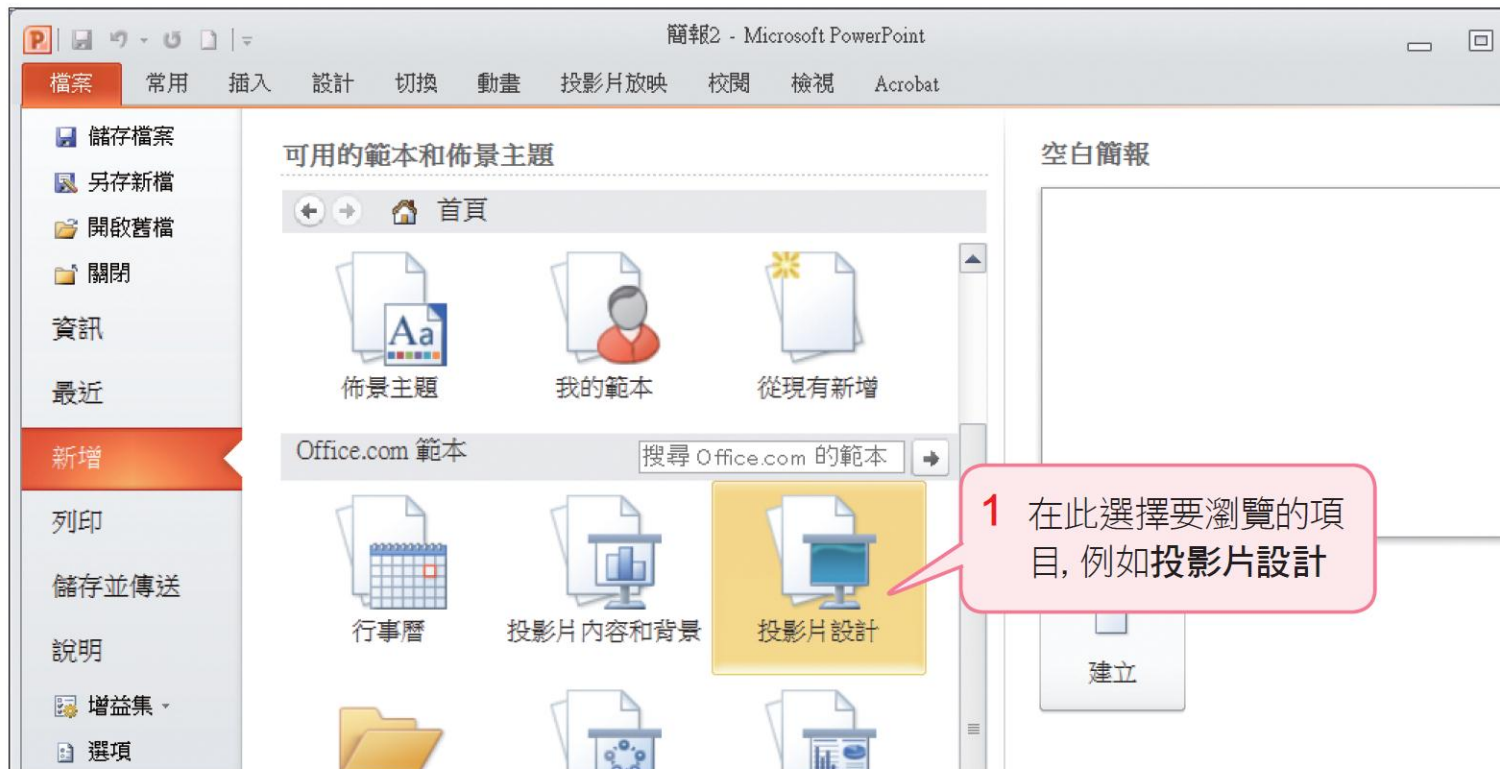 簡報2 - Microsoft PowerPoint
檔案 常用 插入 設計 切換 動畫 投影片放映 校閱 檢視 Acrobat
儲存檔案
另存新檔
開啟舊檔
關閉
資訊
最近
新增
列印
儲存並傳送
說明
增益集
選項
可用的範本和佈景主題
首頁
佈景主題 我的範本 從現有新增
Office.com 範本 搜尋 Office.com 的範本
行事曆 投影片內容和背景 投影片設計
空白簡報
1 在此選擇要瀏覽的項
目, 例如投影片設計
建立